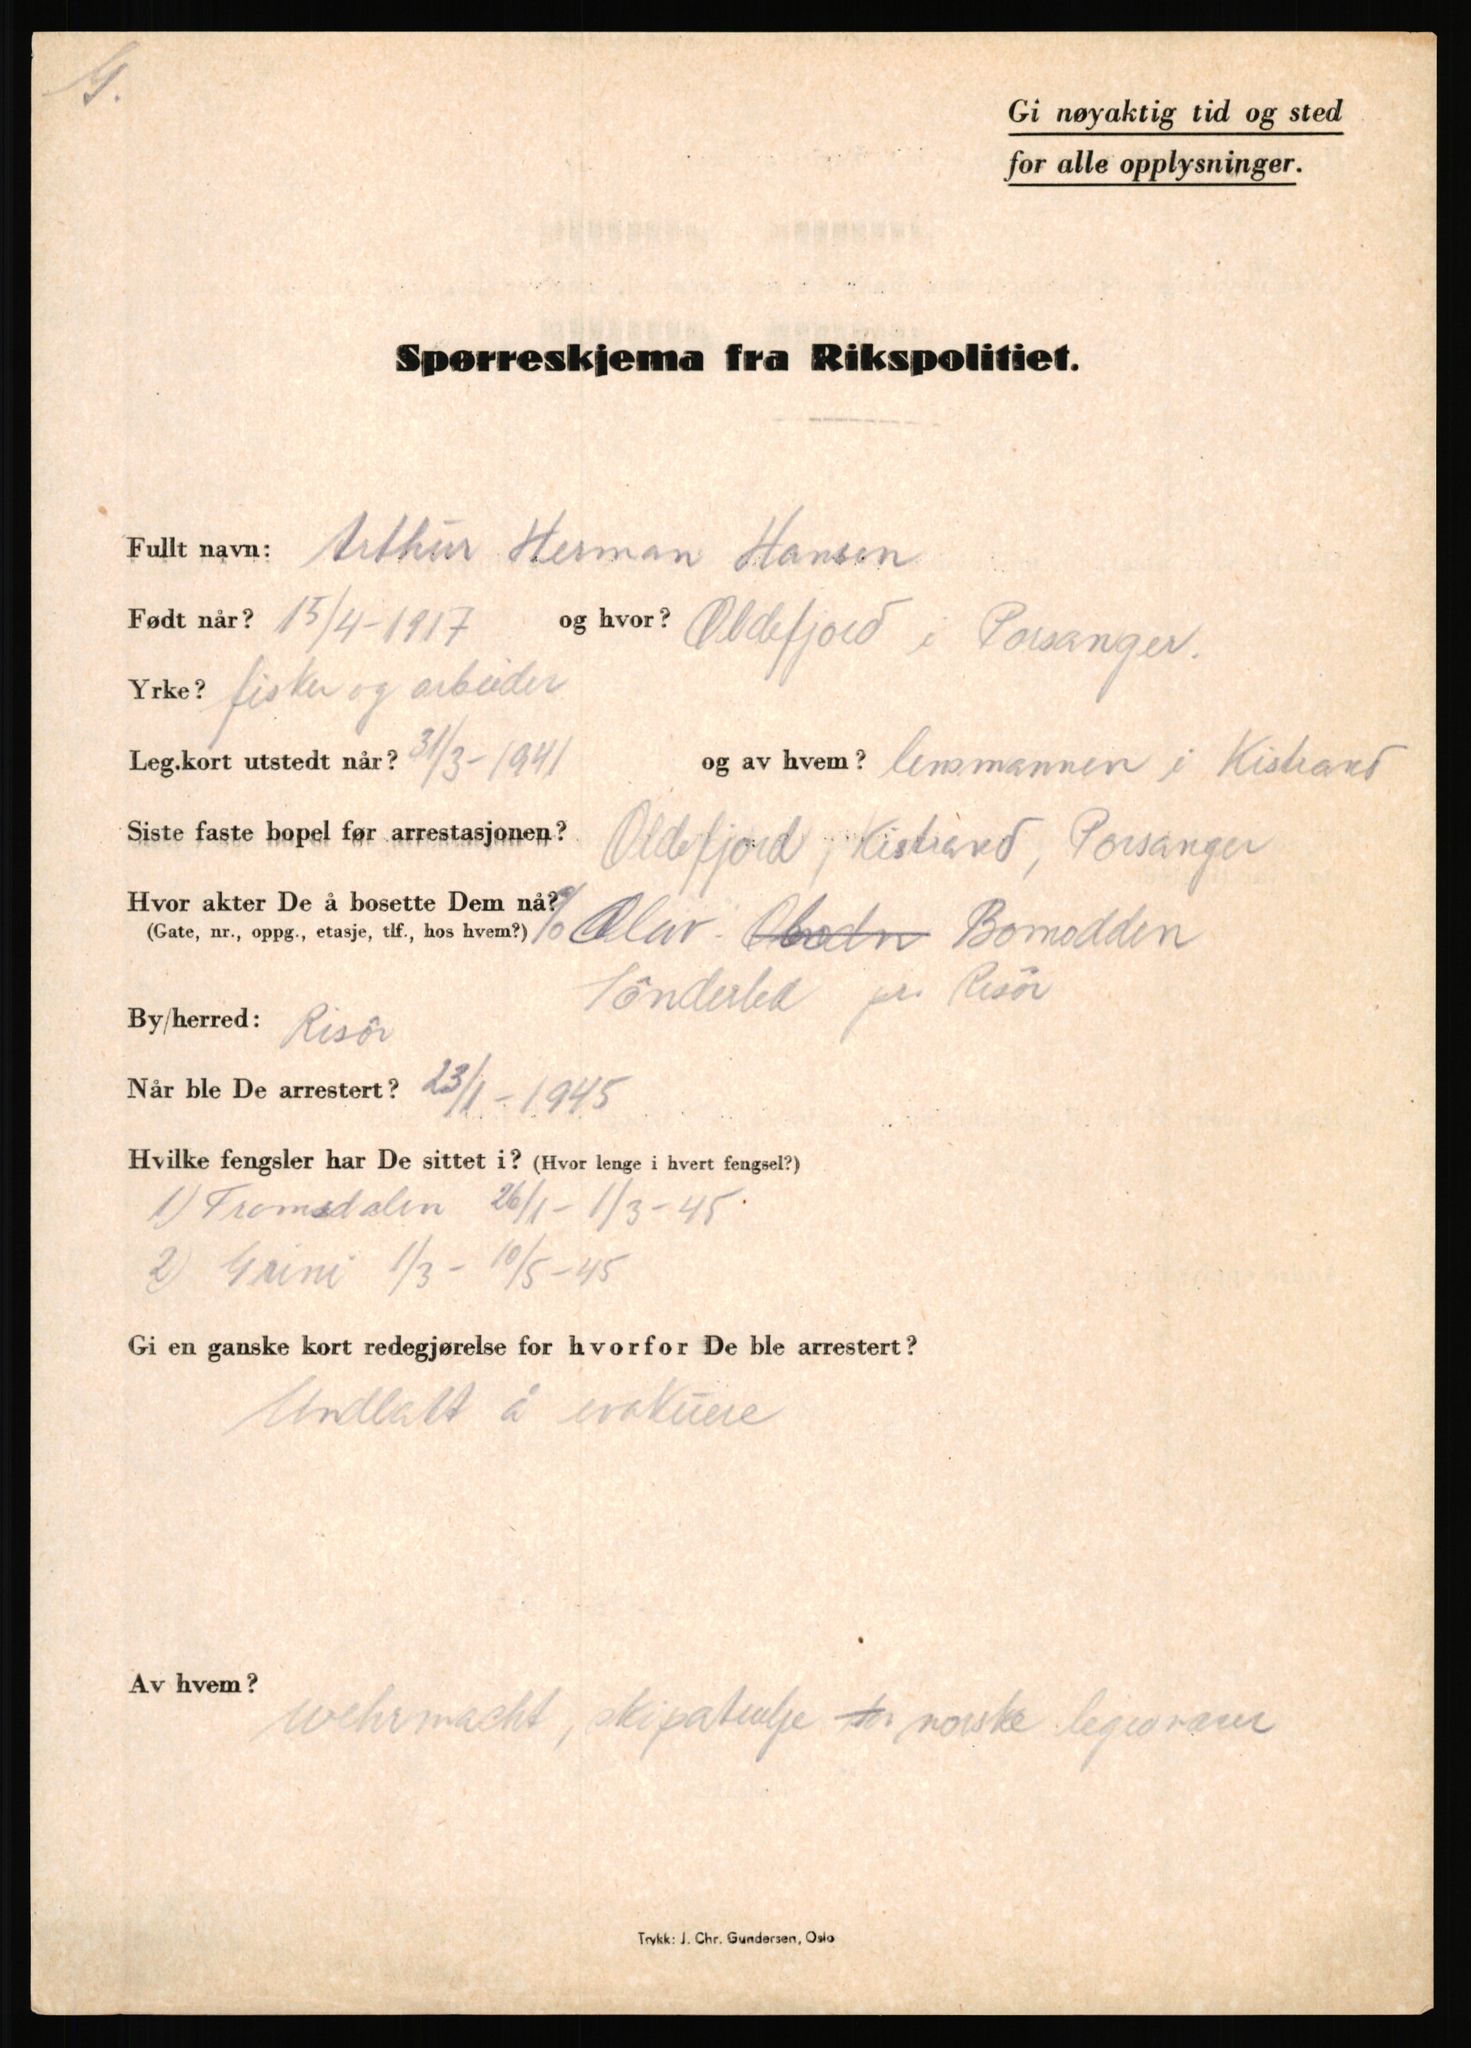 G.
Gi nøyaktig tid og sted
for alle opplysninger.
Spørreskjema fra Rikspolitiet.
Fullt navn: Arthur Herman Hansen
Født når? 15/4-1917 og hvor? Oldefjord i Porsanger.
Yrke? fisker og arbeider
Leg.kort utstedt når? 31/3-1941 og av hvem? lensmannen i Kistrand
Siste faste bopel før arrestasjonen? Oldefjord, Kistrand, Porsanger
Hvor akter De å bosette Dem nå? c/o Olav Bomodden
(Gate, nr., oppg., etasje, tlf., hos hvem?)
Sönderled pr. Risör
By/herred: Risör
Når ble De arrestert? 23/1-1945
Hvilke fengsler har De sittet i? (Hvor lenge i hvert fengsel?)
1) Tromsdalen 26/1-1/3-45
2) Grini 1/3-10/5-45
Gi en ganske kort redegjørelse for hvorfor De ble arrestert?
Undlatt å evakuere
Av hvem?
Wehrmacht, skipatrulje norske legionærer
Trykk: J. Chr. Gundersen, Oslo